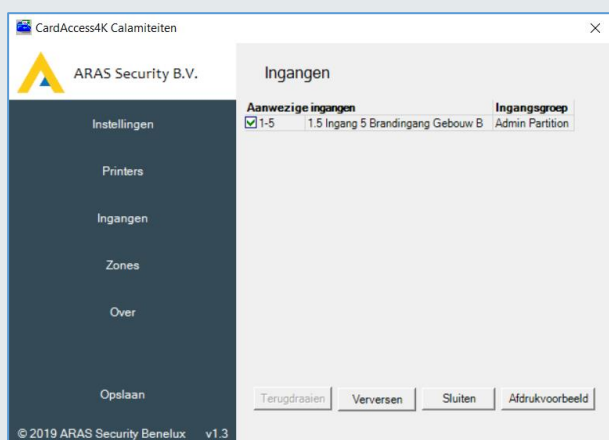 CardAccess4K Calamiteiten
ARAS Security B.V.
Instellingen
Printers
Ingangen
Zones
Over
Opslaan
© 2019 ARAS Security Benelux v1.3
Ingangen
Aanwezige ingangen Ingangsgroep
1-5 1.5 Ingang 5 Brandingang Gebouw B Admin Partition
Terugdraaien Verversen Sluiten Afdrukvoorbeeld